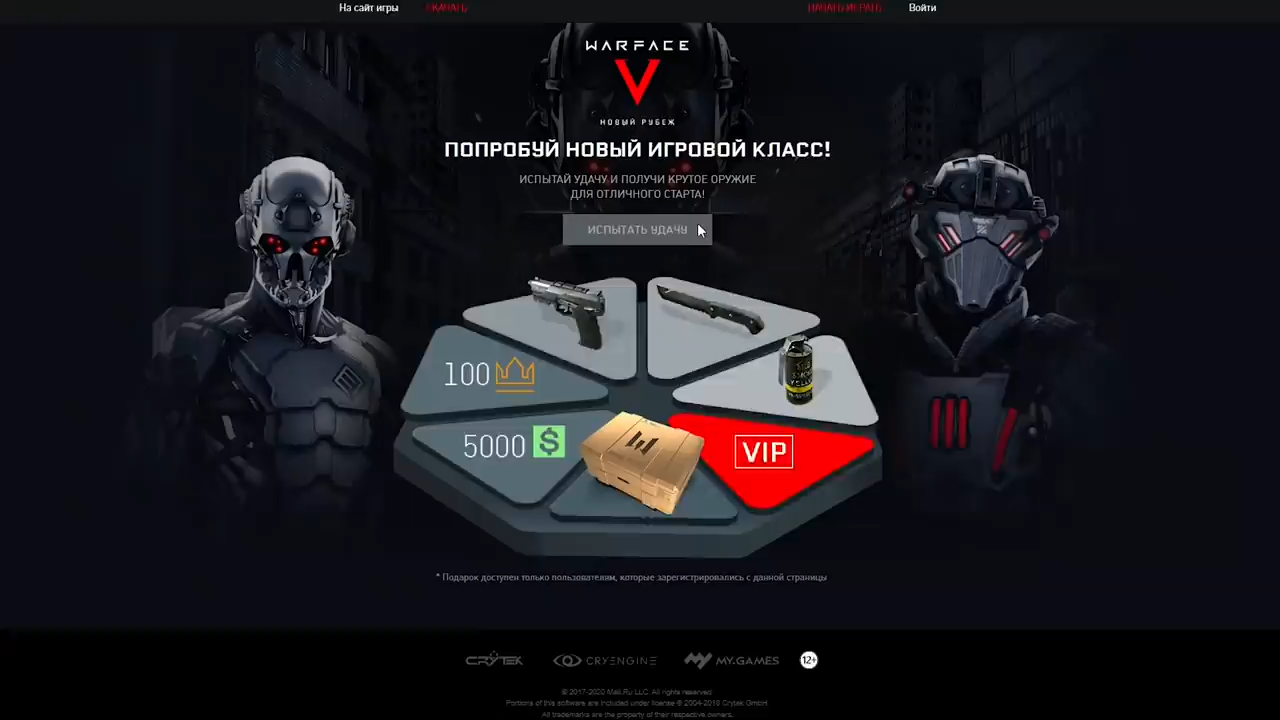 На сайт игры СКАЧАТЬ НАЧАТЬ ИГРАТЬ Войти
WARFACE
НОВЫЙ РУБЕЖ
ПОПРОБУЙ НОВЫЙ ИГРОВОЙ КЛАСС!
ИСПЫТАЙ УДАЧУ И ПОЛУЧИ КРУТОЕ ОРУЖИЕ
ДЛЯ ОТЛИЧНОГО СТАРТА!
ИСПЫТАТЬ УДАЧУ
100
5000 $
VIP
* Подарок доступен только пользователям, которые зарегистрировались с данной страницы
CRYTEK CRYENGINE MY.GAMES 12+
© 2017-2020 Mail.Ru LLC. All rights reserved.
Portions of this software are included under license © 2004-2018 Crytek GmbH
All trademarks are the property of their respective owners.